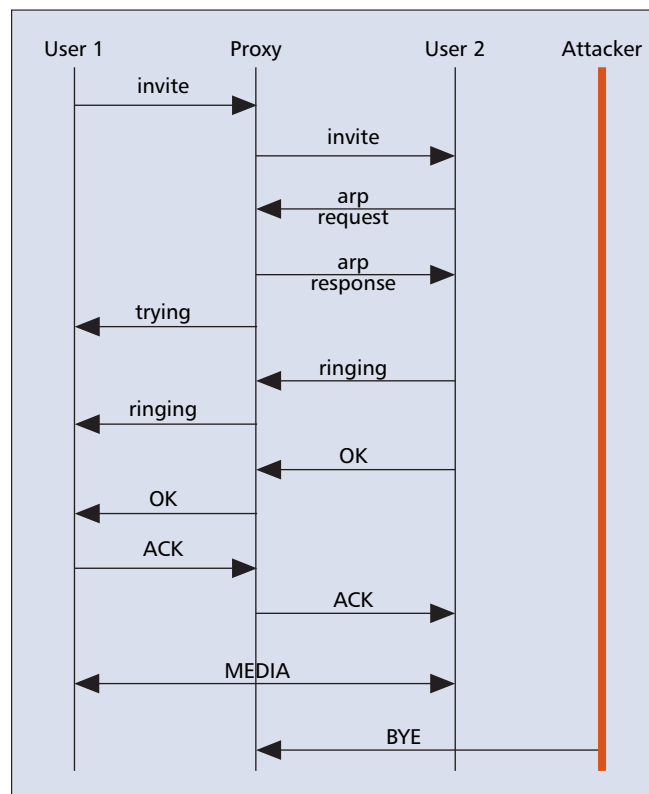 User 1 Proxy User 2 Attacker
invite
invite
arp
request
arp
response
trying
ringing
ringing
OK
OK
ACK
ACK
MEDIA
BYE